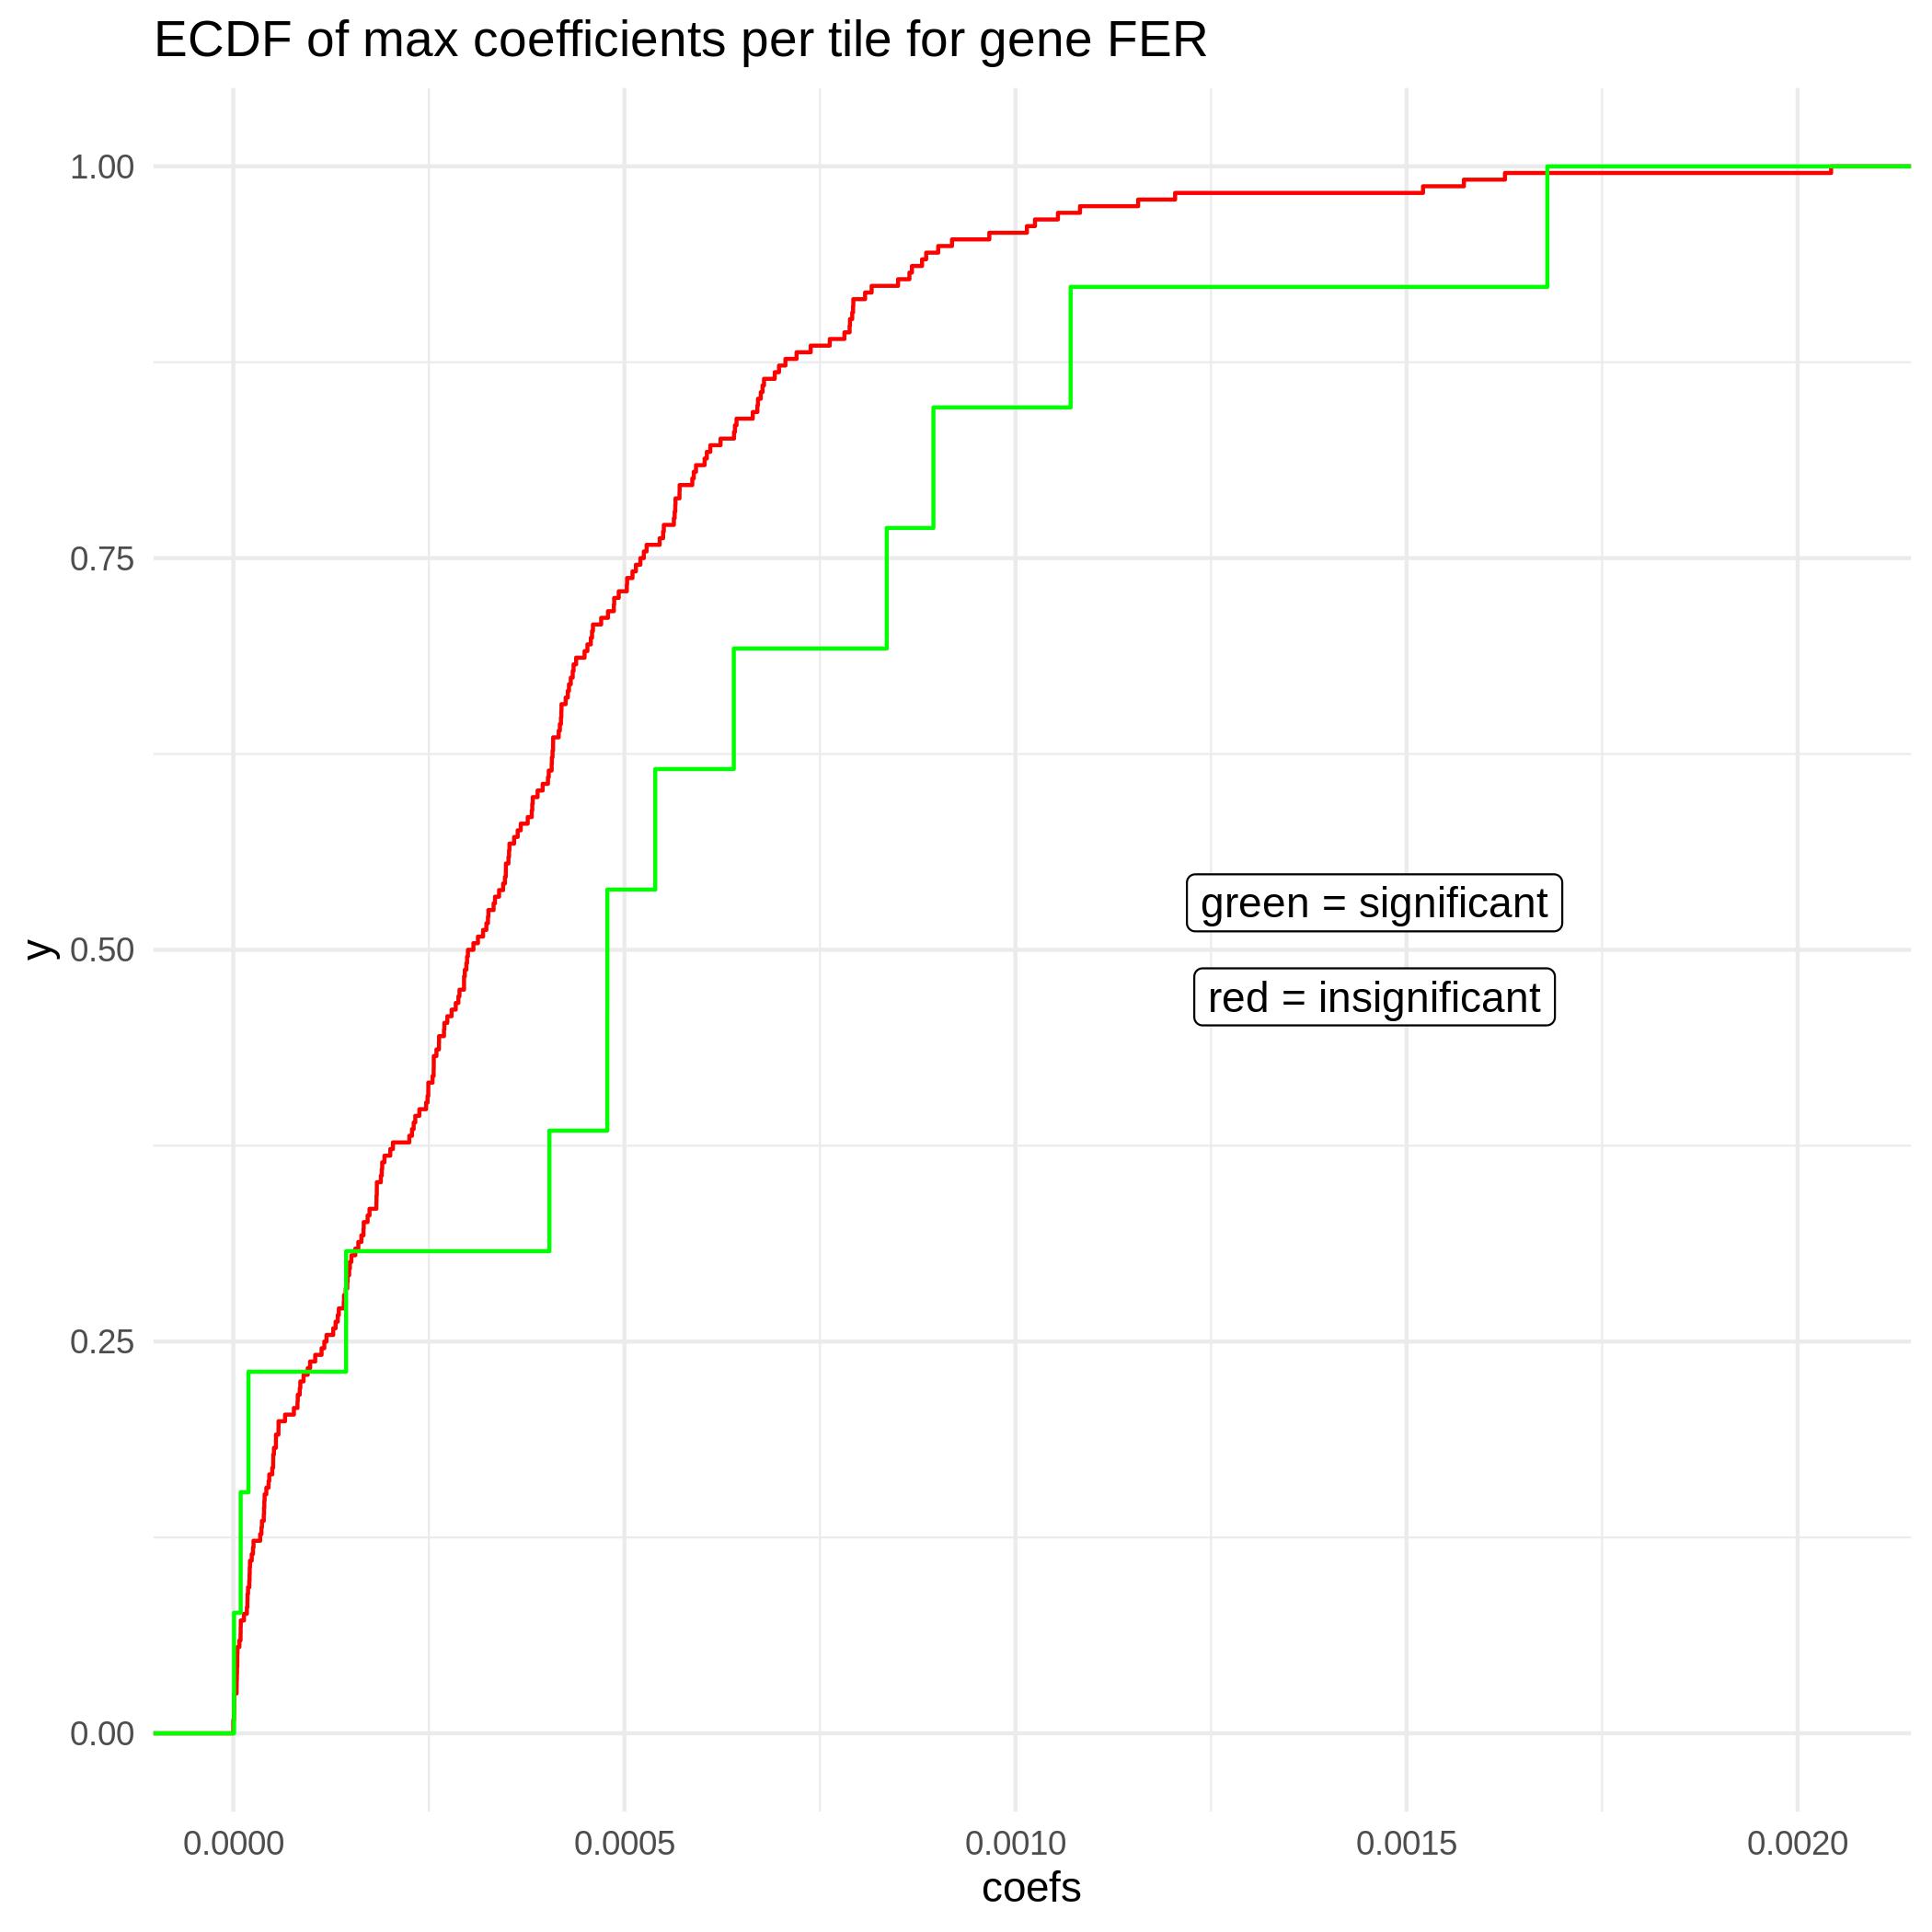 ECDF of max coefficients per tile for gene FER
1.00
0.75
0.50
0.25
0.00
y
green = significant
red = insignificant
0.0000 0.0005 0.0010 0.0015 0.0020
coefs